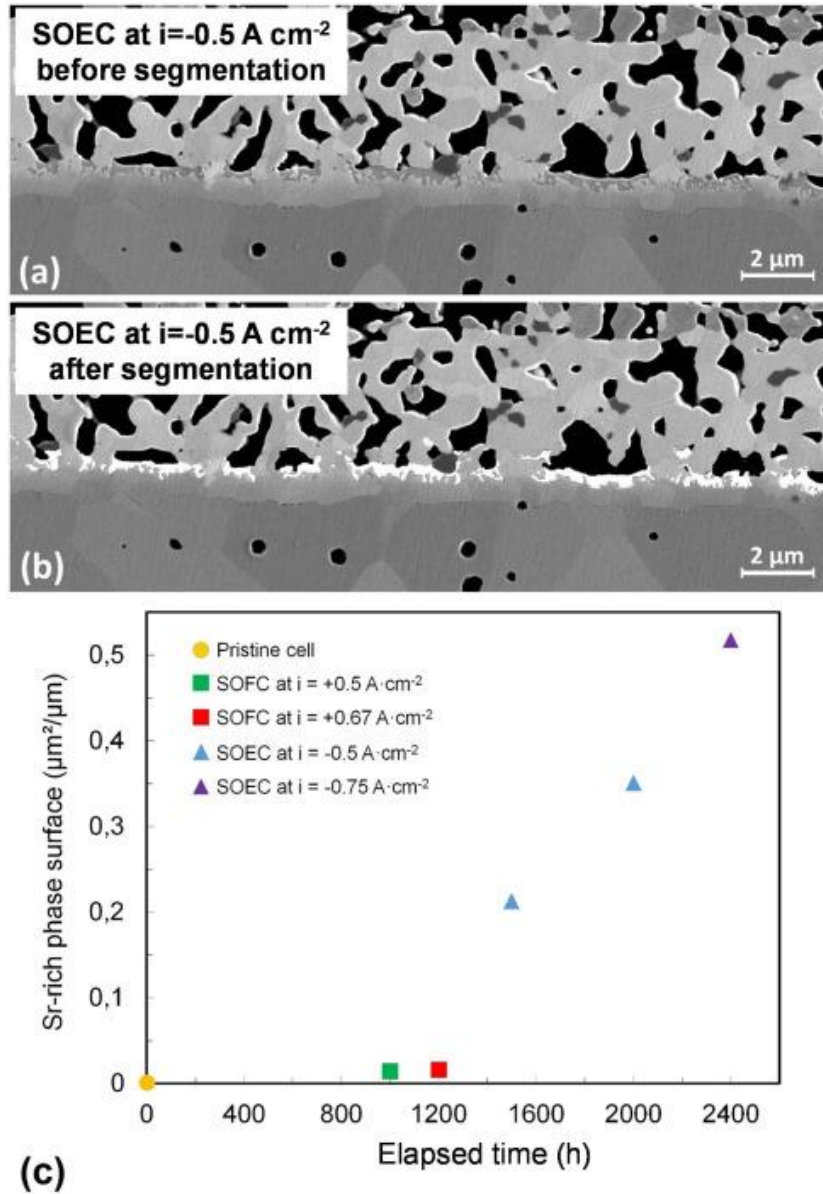 SOEC at i=-0.5 A cm⁻²
before segmentation
(a)
2 µm
SOEC at i=-0.5 A cm⁻²
after segmentation
(b)
2 µm
Sr-rich phase surface (µm²/µm)
0,5
0,4
0,3
0,2
0,1
0
Pristine cell
SOFC at i = +0.5 A·cm⁻²
SOFC at i = +0.67 A·cm⁻²
SOEC at i = -0.5 A·cm⁻²
SOEC at i = -0.75 A·cm⁻²
0 400 800 1200 1600 2000 2400
Elapsed time (h)
(c)